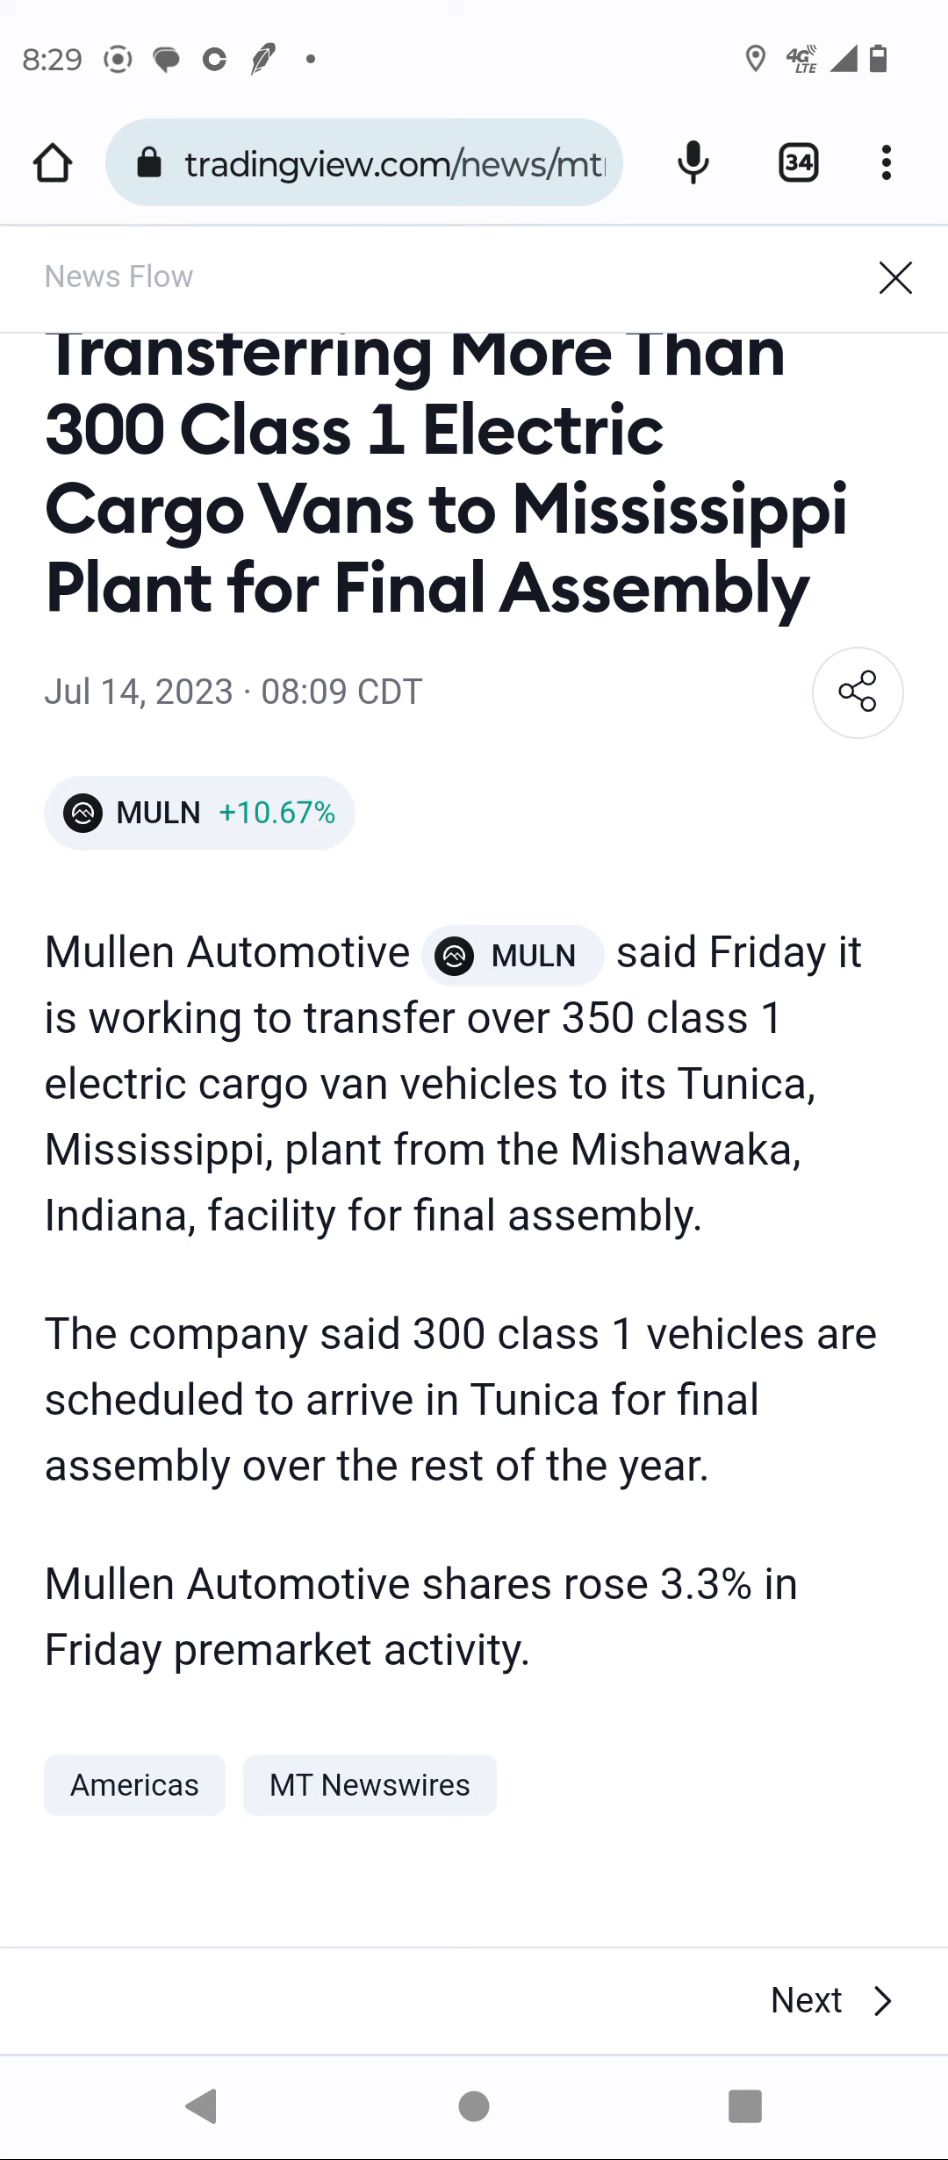 8:29
4G
LTE
tradingview.com/news/mt
34
News Flow
Transferring More Than
300 Class 1 Electric
Cargo Vans to Mississippi
Plant for Final Assembly
Jul 14, 2023 · 08:09 CDT
MULN +10.67%
Mullen Automotive MULN said Friday it
is working to transfer over 350 class 1
electric cargo van vehicles to its Tunica,
Mississippi, plant from the Mishawaka,
Indiana, facility for final assembly.
The company said 300 class 1 vehicles are
scheduled to arrive in Tunica for final
assembly over the rest of the year.
Mullen Automotive shares rose 3.3% in
Friday premarket activity.
Americas MT Newswires
Next